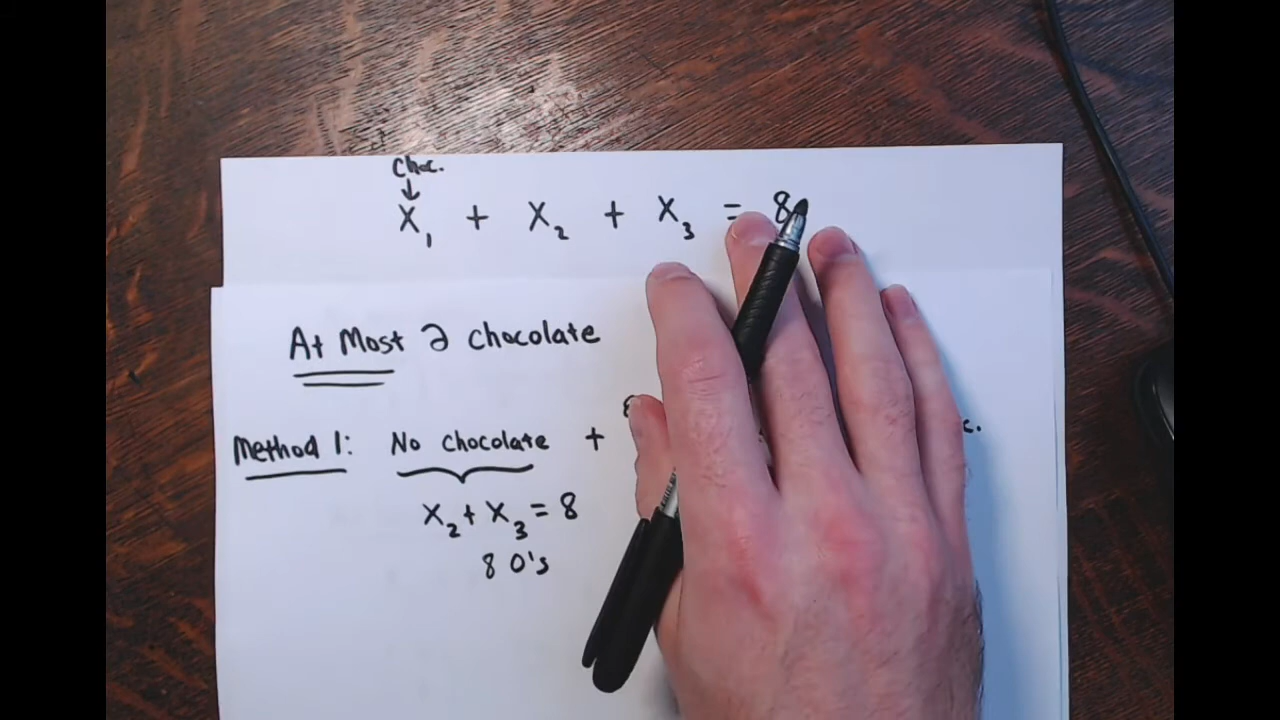 Choc.
↓
X₁ + X₂ + X₃ = 8
At Most 2 chocolate
Method 1: No chocolate +
X₂ + X₃ = 8
8 0's